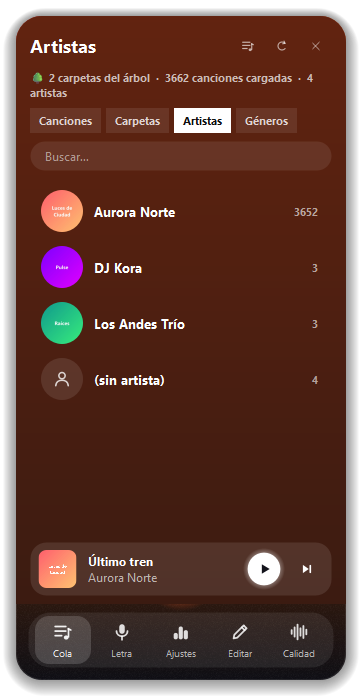 Artistas
2 carpetas del árbol · 3662 canciones cargadas · 4
artistas
Canciones
Carpetas
Artistas
Géneros
Buscar...
Luces de
Ciudad
Aurora Norte
3652
Pulse
DJ Kora
3
Raíces
Los Andes Trío
3
(sin artista)
4
Último tren
Aurora Norte
Cola
Letra
Ajustes
Editar
Calidad